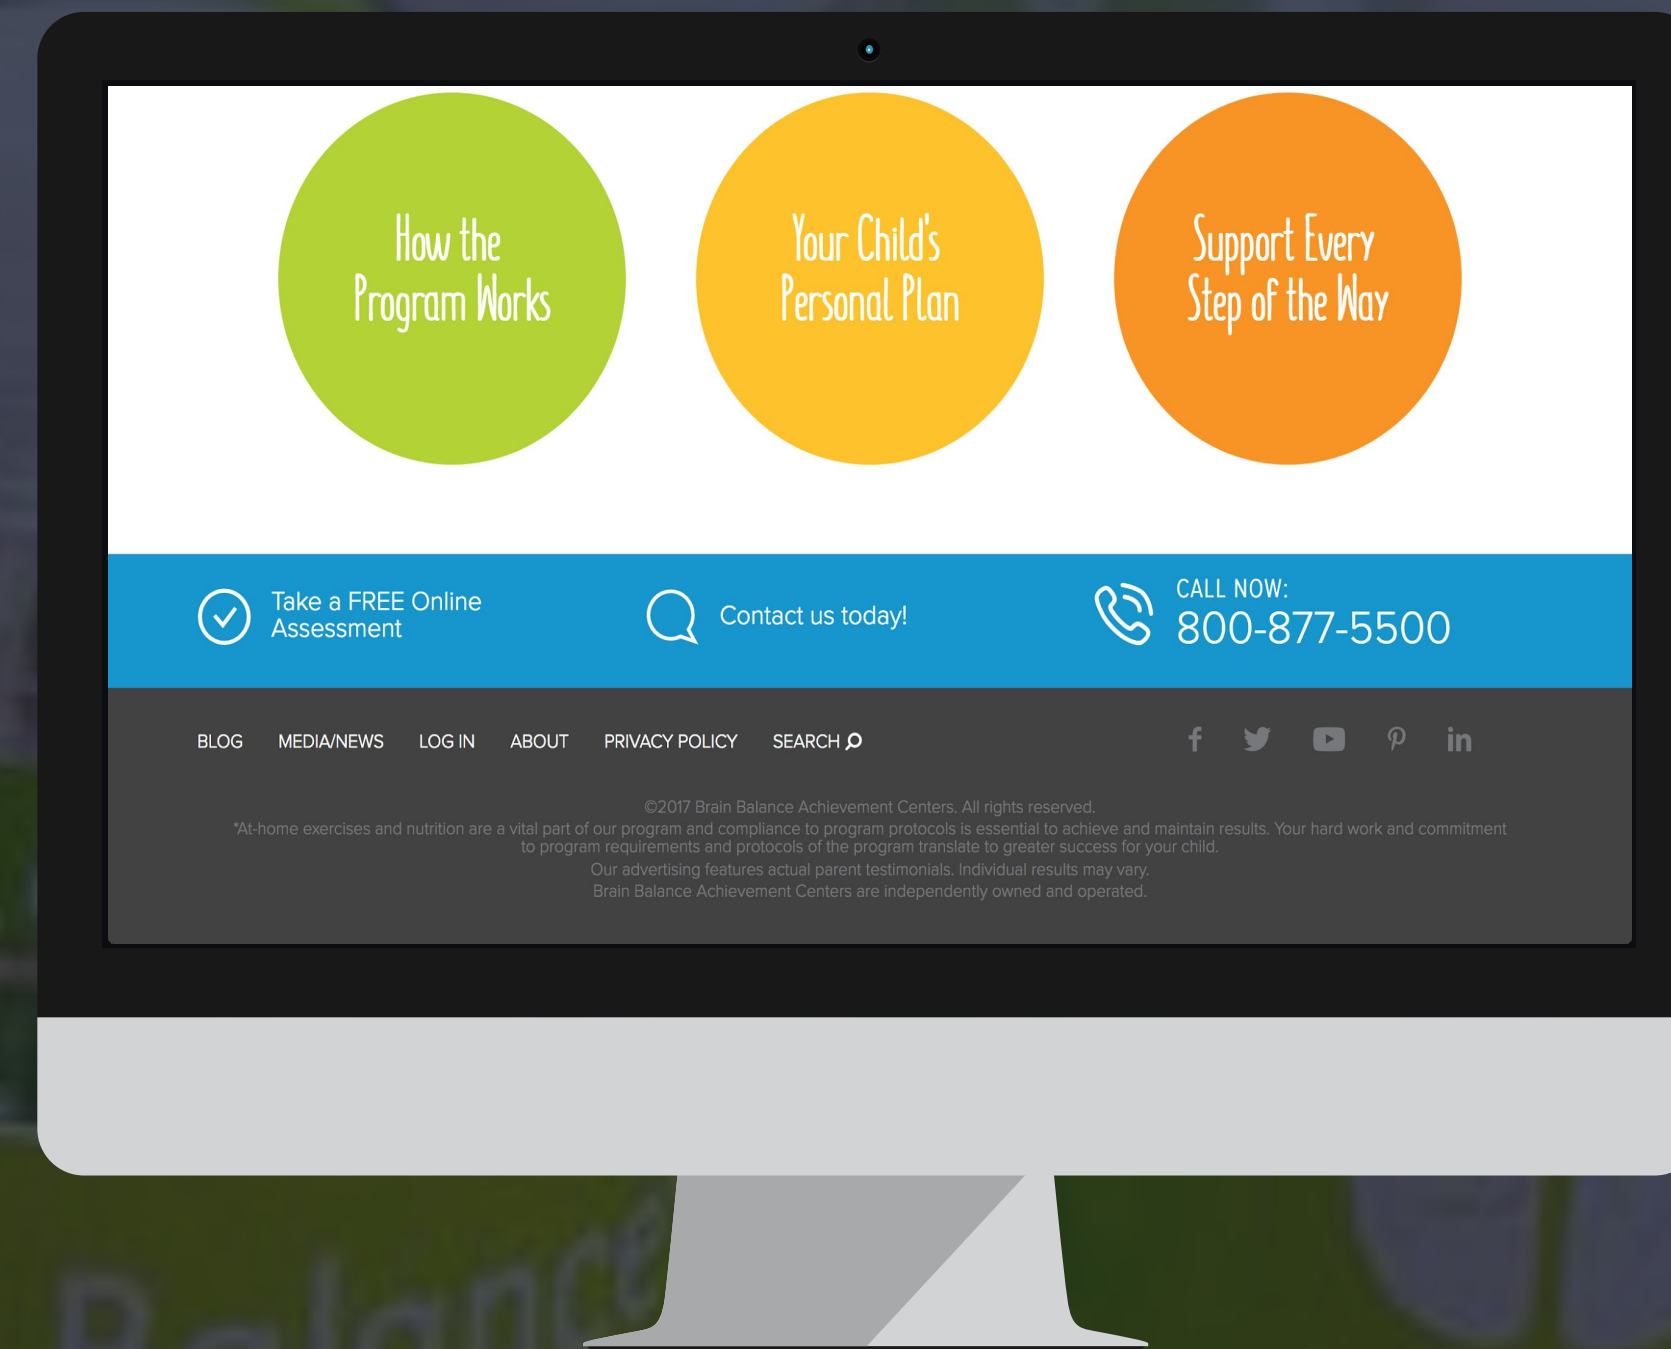 How the
Program Works
Your Child's
Personal Plan
Support Every
Step of the Way
Take a FREE Online
Assessment
Contact us today!
CALL NOW:
800-877-5500
BLOG MEDIA/NEWS LOG IN ABOUT PRIVACY POLICY SEARCH
©2017 Brain Balance Achievement Centers. All rights reserved.
*At-home exercises and nutrition are a vital part of our program and compliance to program protocols is essential to achieve and maintain results. Your hard work and commitment
to program requirements and protocols of the program translate to greater success for your child.
Our advertising features actual parent testimonials. Individual results may vary.
Brain Balance Achievement Centers are independently owned and operated.
Balance